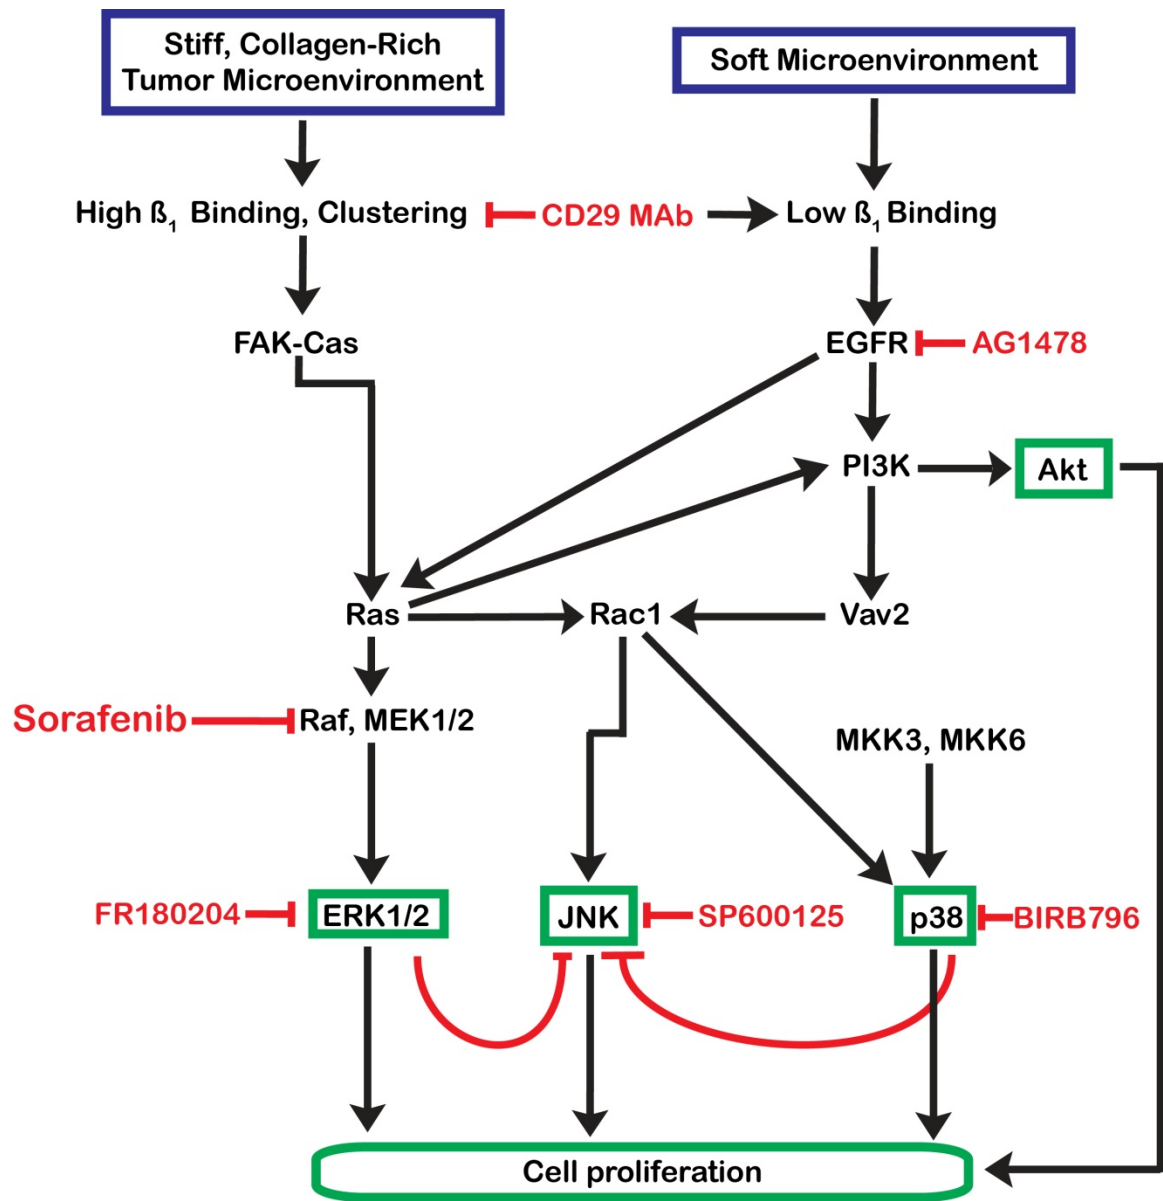 Stiff, Collagen-Rich
Tumor Microenvironment
Soft Microenvironment
High ß₁ Binding, Clustering
CD29 MAb
Low ß₁ Binding
FAK-Cas
EGFR
AG1478
PI3K
Akt
Ras
Rac1
Vav2
Sorafenib
Raf, MEK1/2
MKK3, MKK6
FR180204
ERK1/2
JNK
SP600125
p38
BIRB796
Cell proliferation